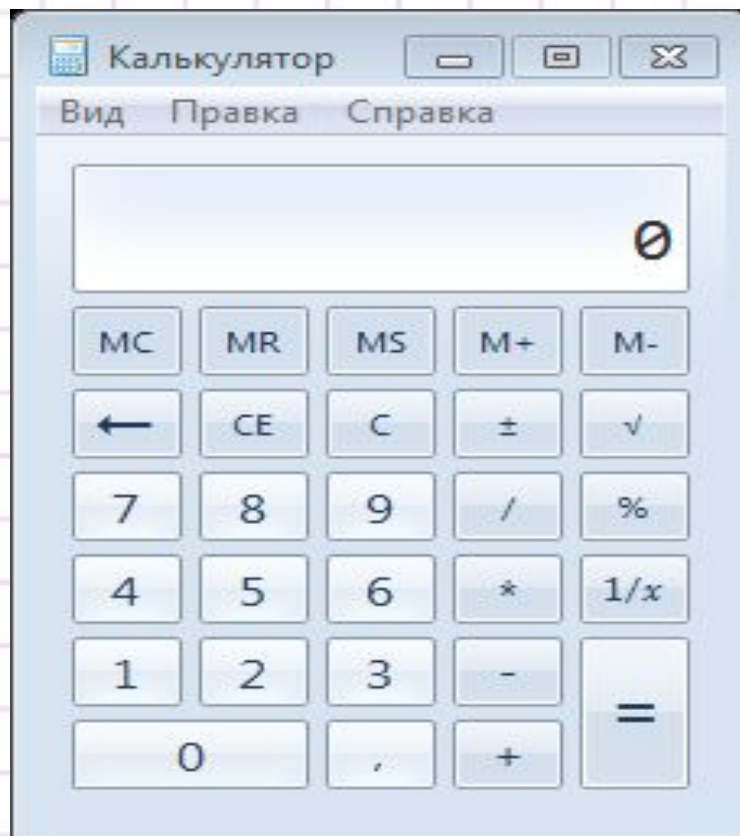 Калькулятор
Вид Правка Справка
0
MC MR MS M+ M-
← CE C ± √
7 8 9 / %
4 5 6 * 1/x
1 2 3 - =
0 , +